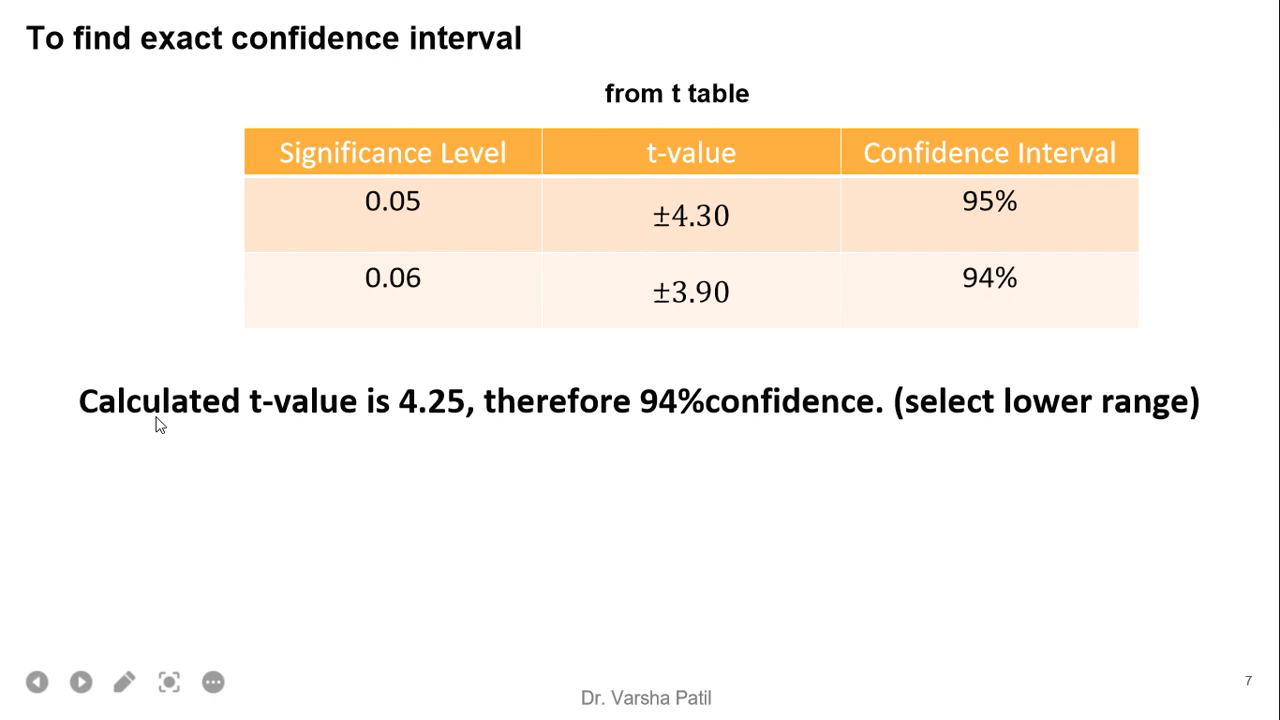 To find exact confidence interval
from t table
Significance Level t-value Confidence Interval
0.05 ±4.30 95%
0.06 ±3.90 94%
Calculated t-value is 4.25, therefore 94%confidence. (select lower range)
7
Dr. Varsha Patil